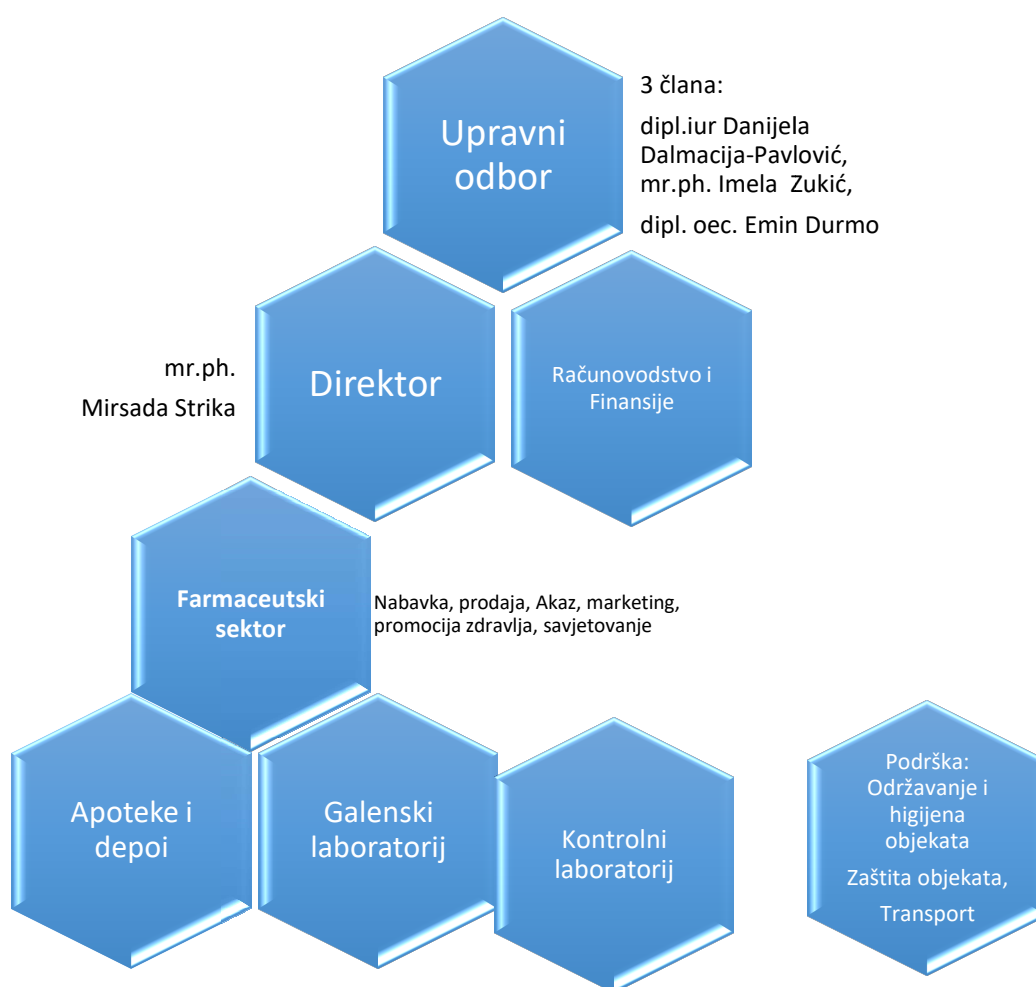 Upravni
odbor
3 člana:
dipl.iur Danijela
Dalmacija-Pavlović,
mr.ph. Imela Zukić,
dipl. oec. Emin Durmo
mr.ph.
Mirsada Strika
Direktor
Računovodstvo i
Finansije
Farmaceutski
sektor
Nabavka, prodaja, Akaz, marketing,
promocija zdravlja, savjetovanje
Apoteke i
depoi
Galenski
laboratorij
Kontrolni
laboratorij
Podrška:
Održavanje i
higijena
objekata
Zaštita objekata,
Transport